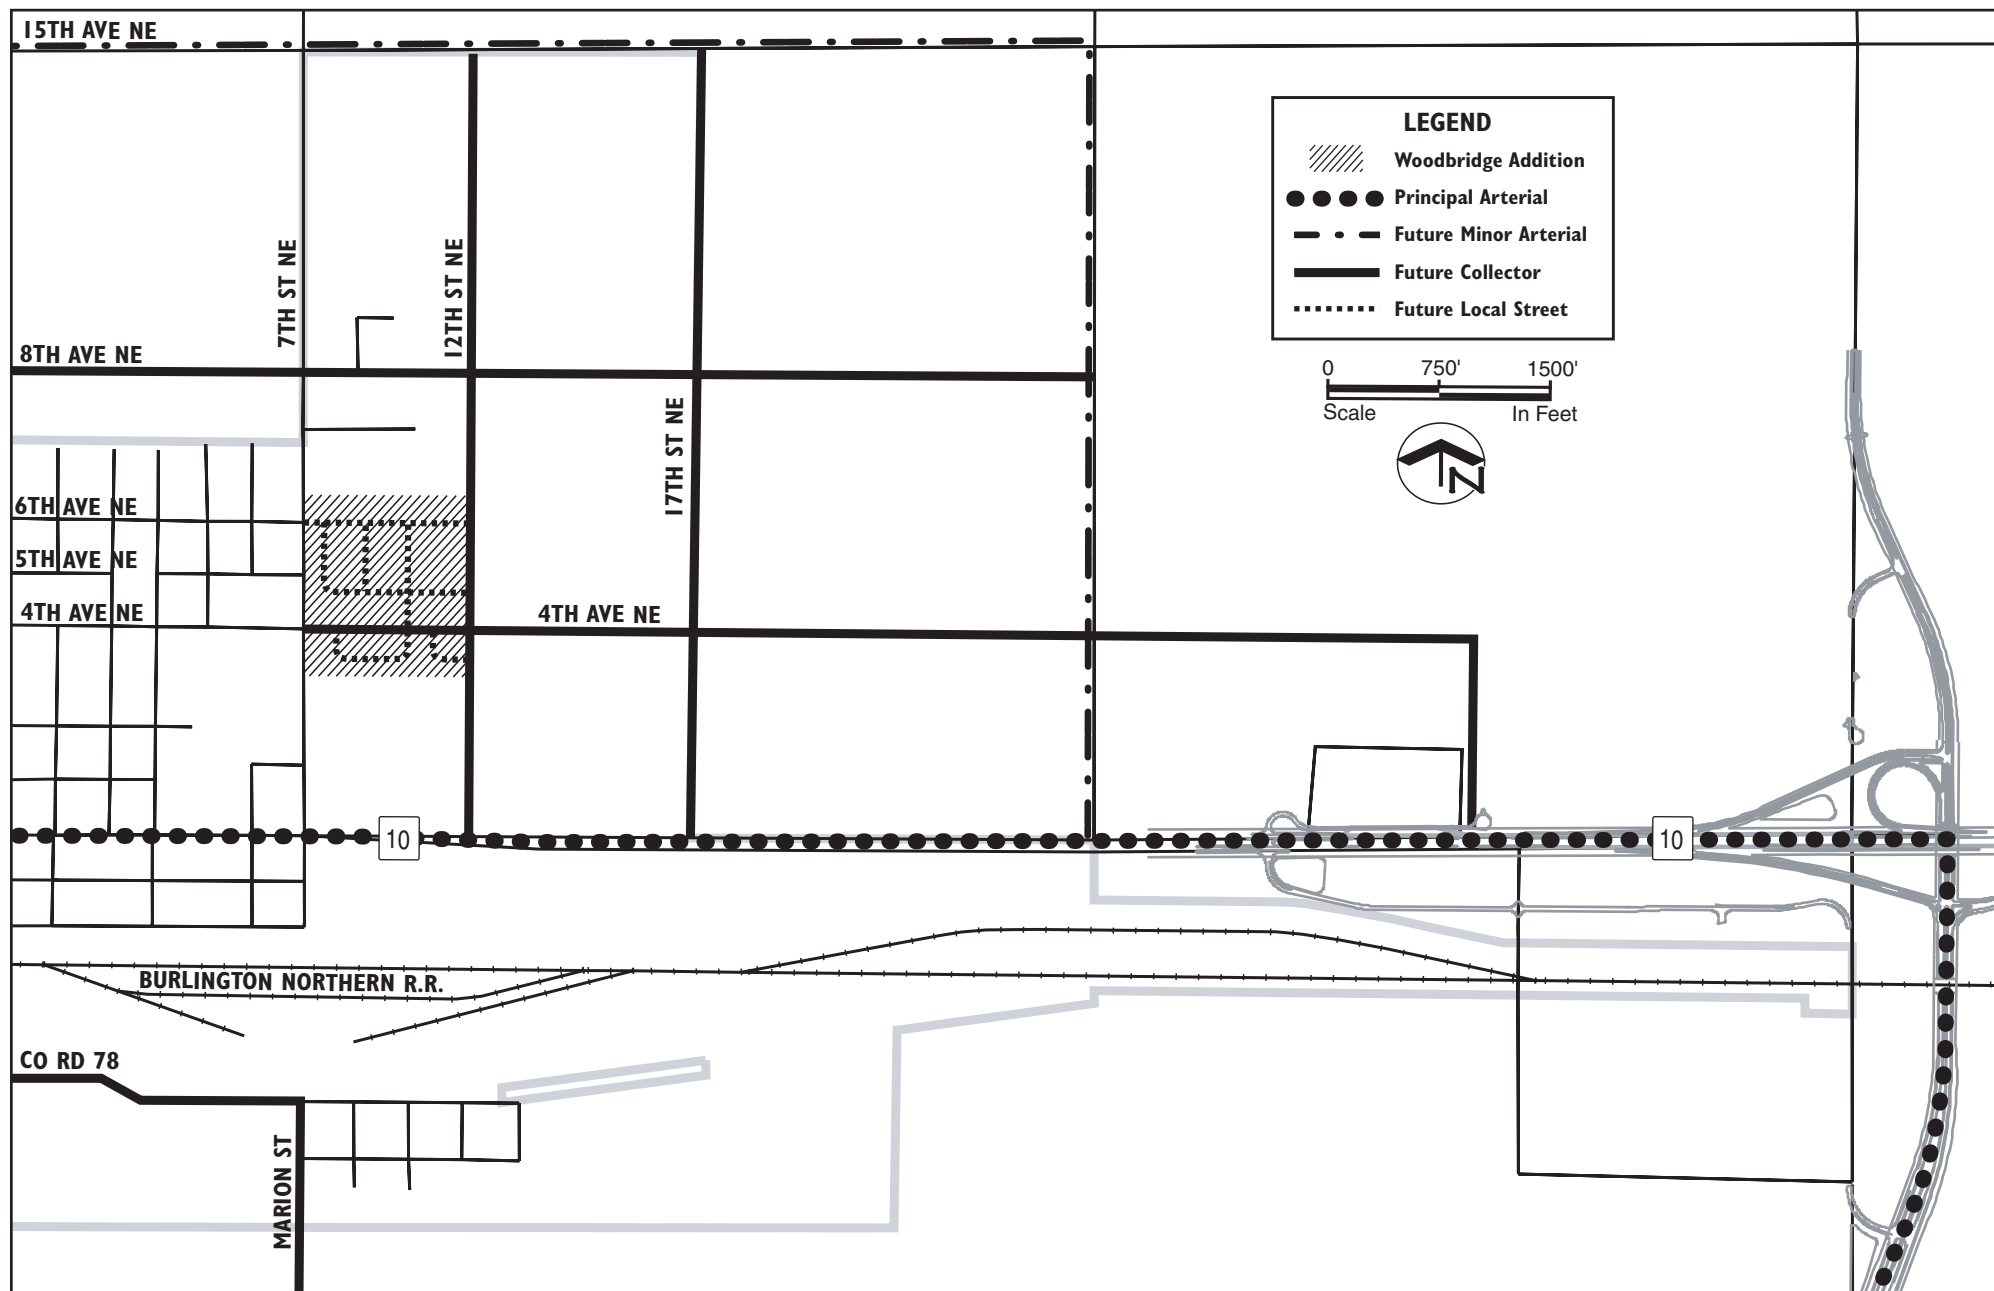 15TH AVE NE
LEGEND
Woodbridge Addition
Principal Arterial
Future Minor Arterial
Future Collector
Future Local Street
7TH ST NE
12TH ST NE
8TH AVE NE
0 750' 1500'
Scale In Feet
N
17TH ST NE
6TH AVE NE
5TH AVE NE
4TH AVE NE
4TH AVE NE
10
10
BURLINGTON NORTHERN R.R.
CO RD 78
MARION ST